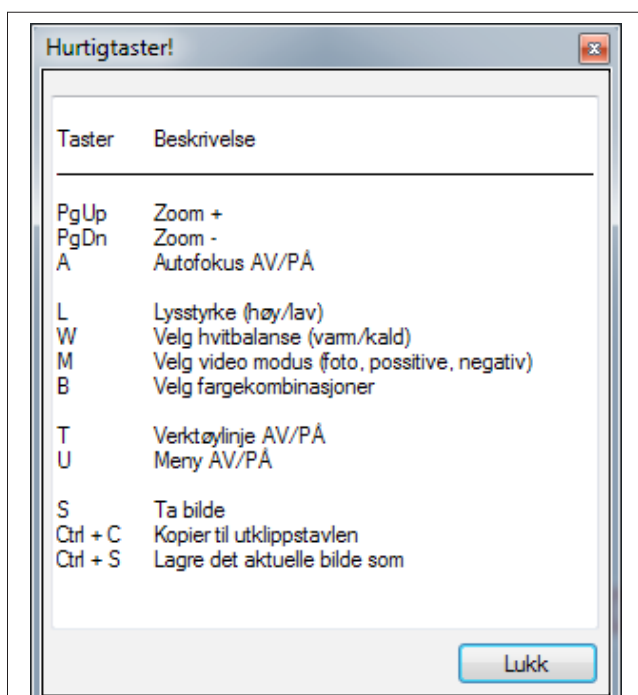 Hurtigtaster!
Taster Beskrivelse
PgUp Zoom +
PgDn Zoom -
A Autofokus AV/PÅ
L Lysstyrke (høy/lav)
W Velg hvitbalanse (varm/kald)
M Velg video modus (foto, possitive, negativ)
B Velg fargekombinasjoner
T Verktøylinje AV/PÅ
U Meny AV/PÅ
S Ta bilde
Ctrl + C Kopier til utklippstavlen
Ctrl + S Lagre det aktuelle bilde som
Lukk